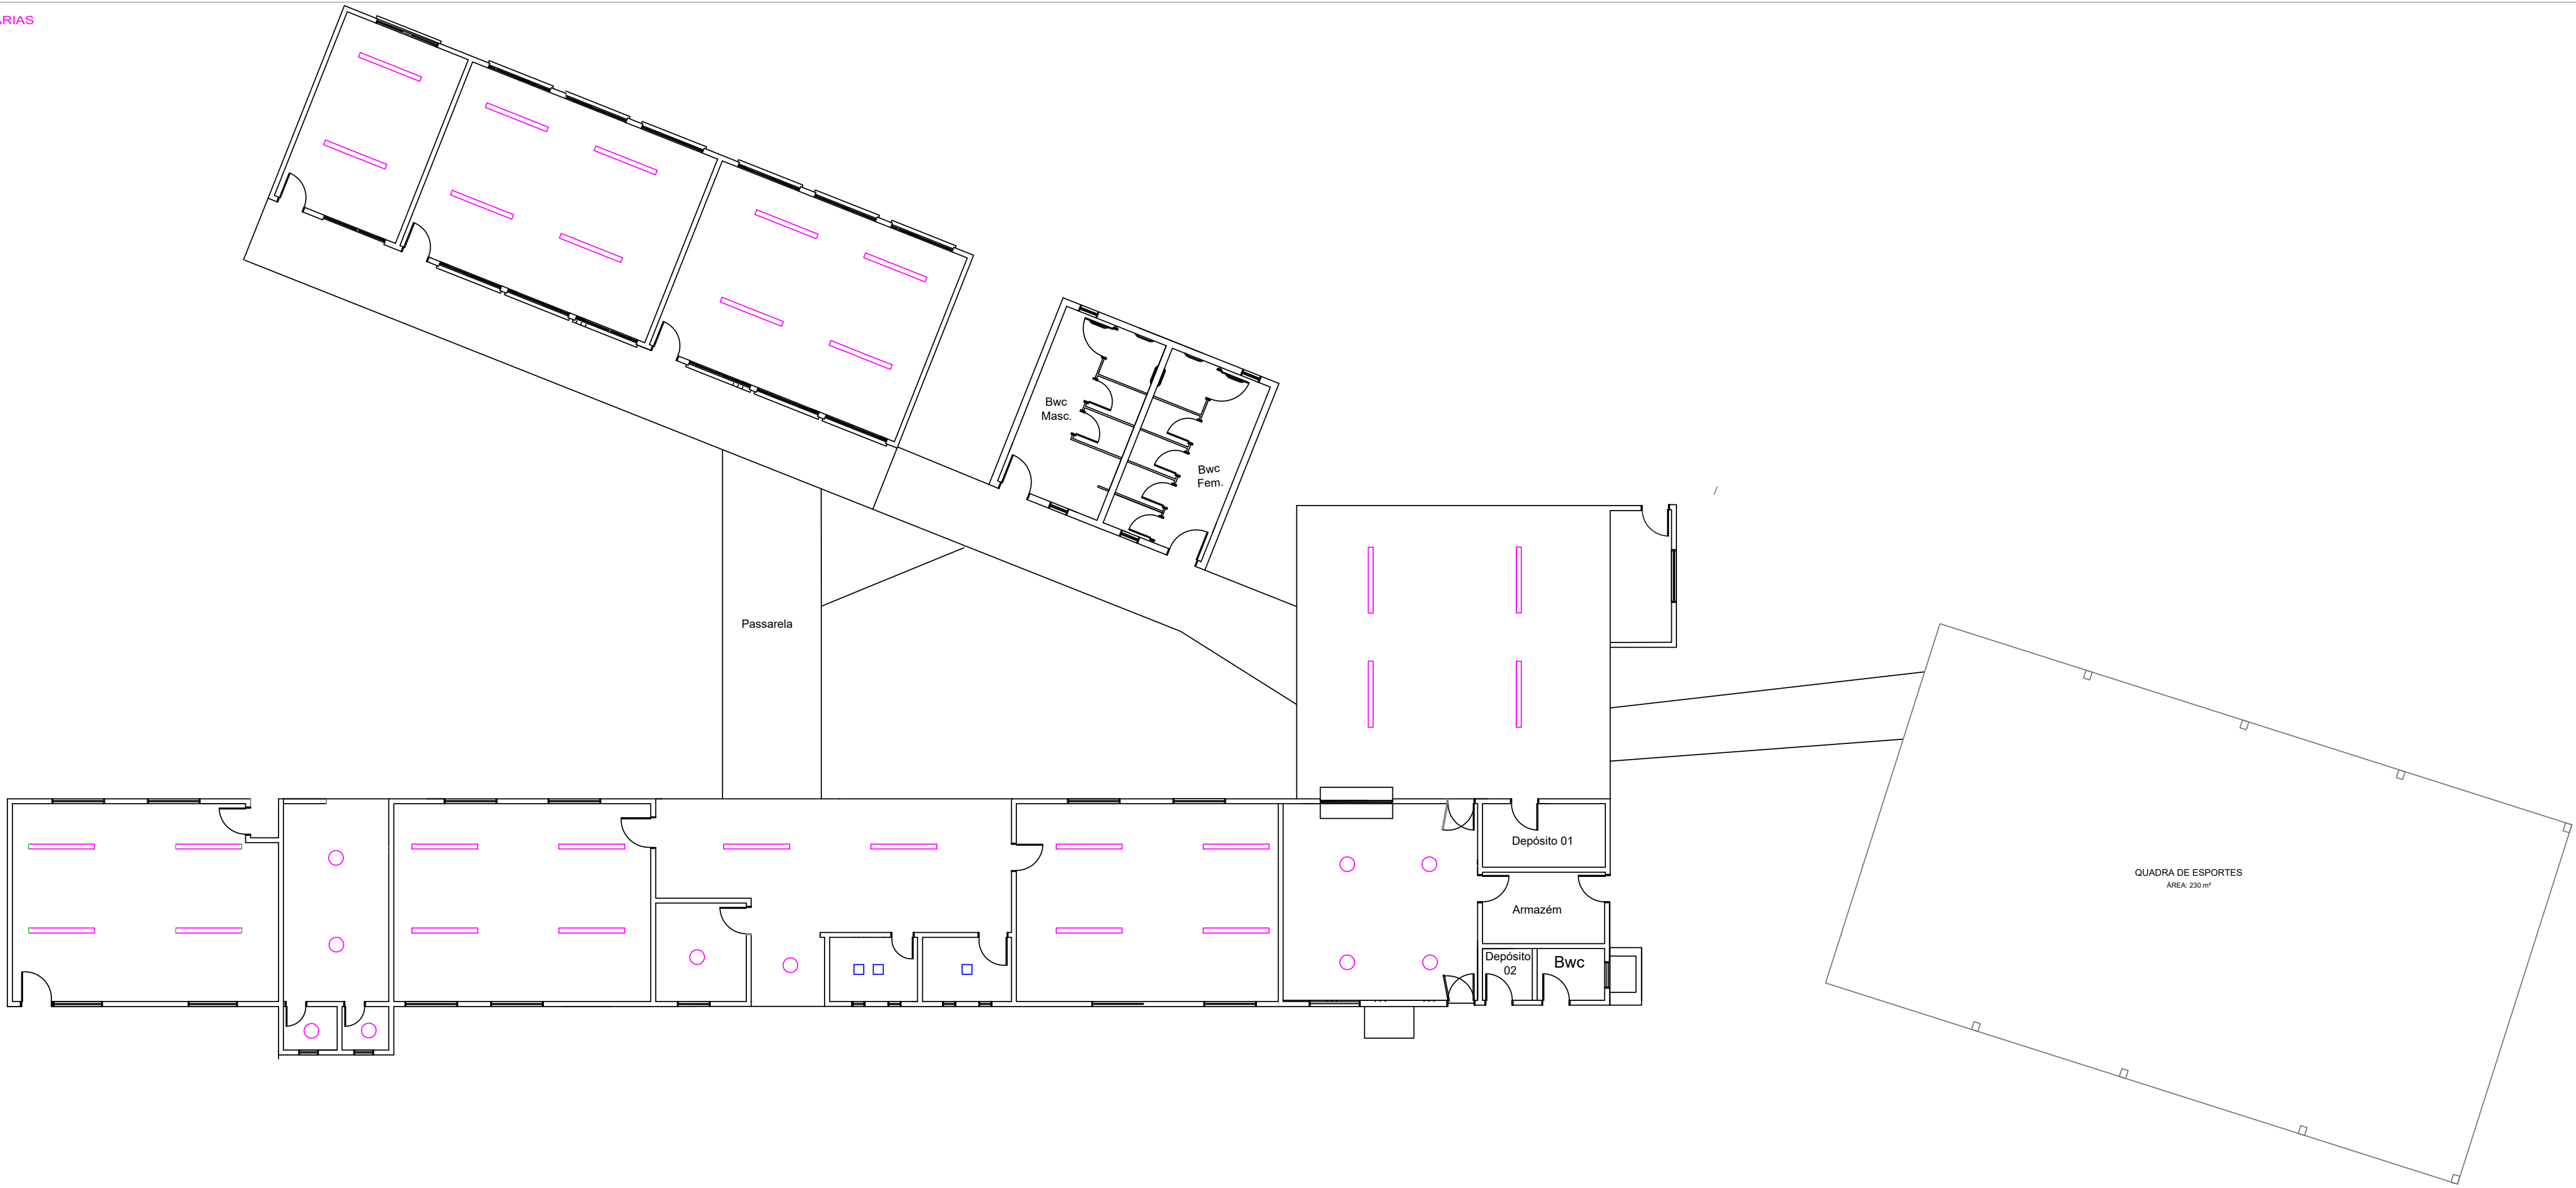 ARIAS
Bwc
Masc.
Bwc
Fem.
Passarela
Depósito 01
Armazém
Depósito
02
Bwc
QUADRA DE ESPORTES
ÁREA: 230 m²